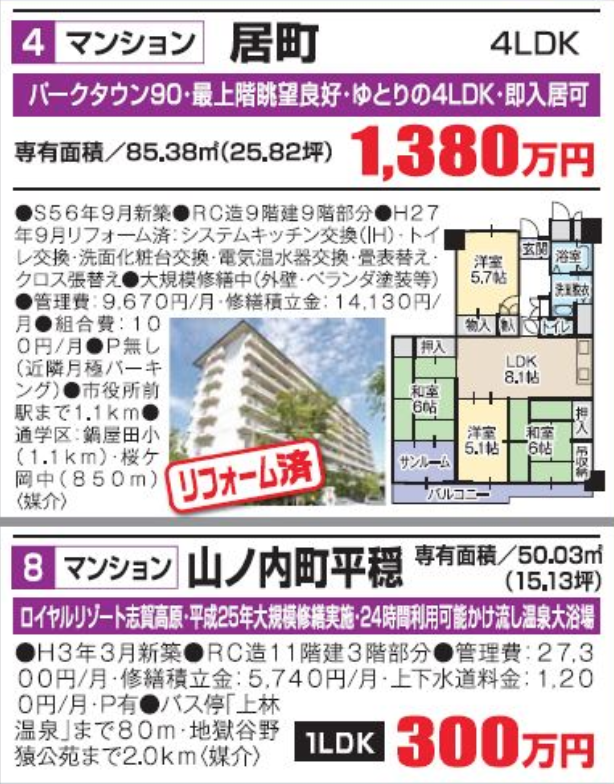 4 マンション 居町 4LDK
パークタウン90･最上階眺望良好･ゆとりの4LDK･即入居可
専有面積／85.38㎡(25.82坪) 1,380万円
●S56年9月新築●RC造9階建9階部分●H27
年9月リフォーム済:システムキッチン交換(IH)･トイ
レ交換･洗面化粧台交換･電気温水器交換･畳表替え･
クロス張替え●大規模修繕中(外壁･ベランダ塗装等)
●管理費:9,670円/月･修繕積立金:14,130円/
月●組合費:10
0円/月●P無し
(近隣月極パーキ
ング)●市役所前
駅まで1.1km●
通学区:鍋屋田小
(1.1km)･桜ケ
岡中(850m)
〈媒介〉
リフォーム済
玄関
浴室
洋室
5.7帖
洗面脱衣
物入
トイレ
押入
LDK
8.1帖
和室
6帖
洋室
5.1帖
和室
6帖
押入
吊収納
サンルーム
バルコニー
8 マンション 山ノ内町平穏 専有面積／50.03㎡
(15.13坪)
ロイヤルリゾート志賀高原･平成25年大規模修繕実施･24時間利用可能かけ流し温泉大浴場
●H3年3月新築●RC造11階建3階部分●管理費:27,3
00円/月･修繕積立金:5,740円/月･上下水道料金:1,20
0円/月･P有●バス停｢上林
温泉｣まで80m･地獄谷野
猿公苑まで2.0km〈媒介〉
1LDK 300万円